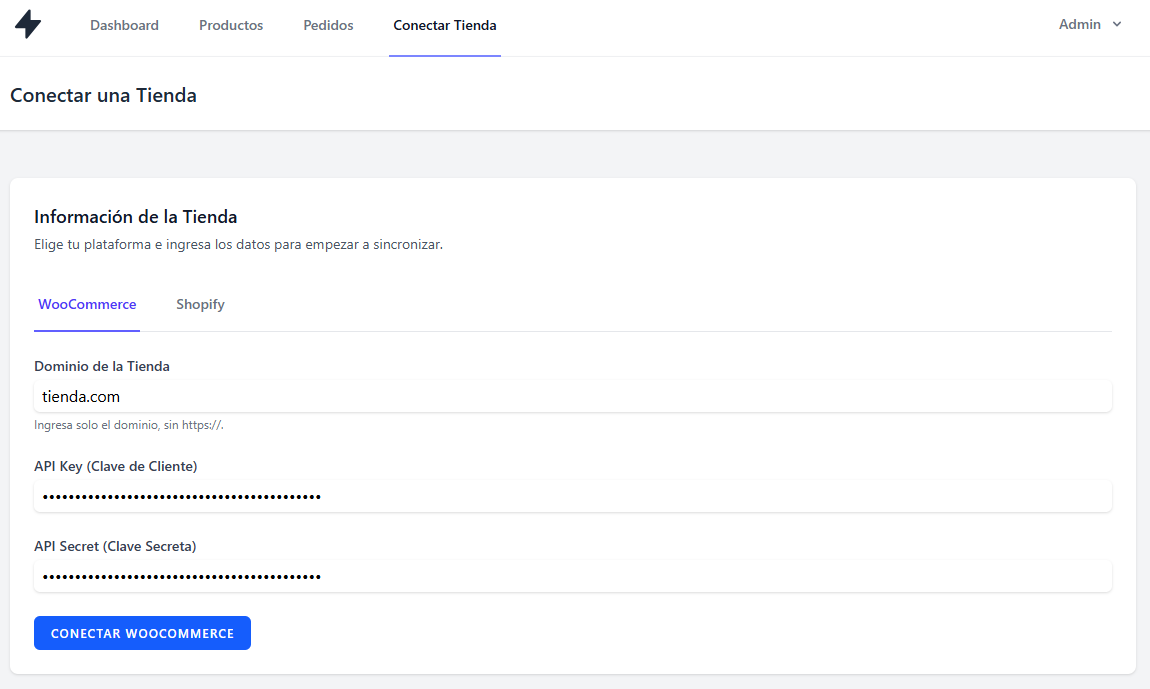 Dashboard Productos Pedidos Conectar Tienda Admin
Conectar una Tienda
Información de la Tienda
Elige tu plataforma e ingresa los datos para empezar a sincronizar.
WooCommerce Shopify
Dominio de la Tienda
tienda.com
Ingresa solo el dominio, sin https://.
API Key (Clave de Cliente)
•••••••••••••••••••••••••••••••••••••••••••
API Secret (Clave Secreta)
•••••••••••••••••••••••••••••••••••••••••••
CONECTAR WOOCOMMERCE